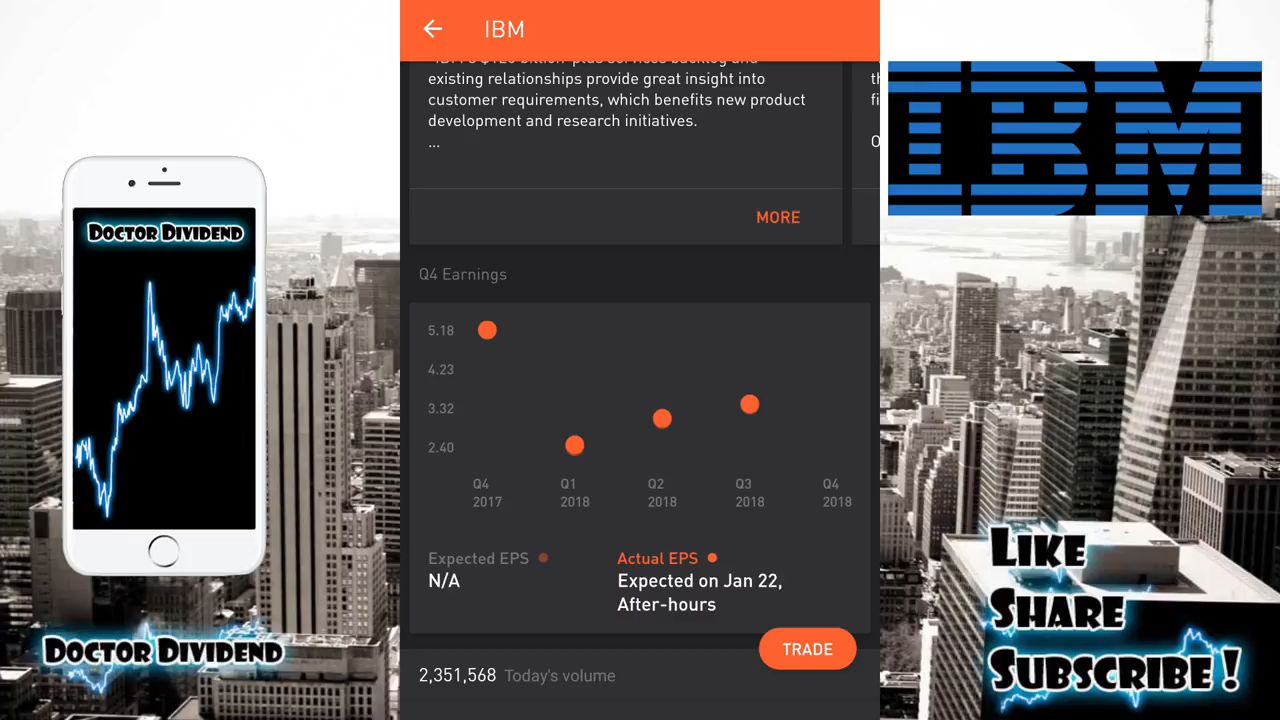 IBM
existing relationships provide great insight into
customer requirements, which benefits new product
development and research initiatives.
...
MORE
Q4 Earnings
5.18
4.23
3.32
2.40
Q4 2017
Q1 2018
Q2 2018
Q3 2018
Q4 2018
Expected EPS
N/A
Actual EPS
Expected on Jan 22,
After-hours
TRADE
2,351,568 Today's volume
DOCTOR DIVIDEND
DOCTOR DIVIDEND
IBM
LIKE
SHARE
SUBSCRIBE !